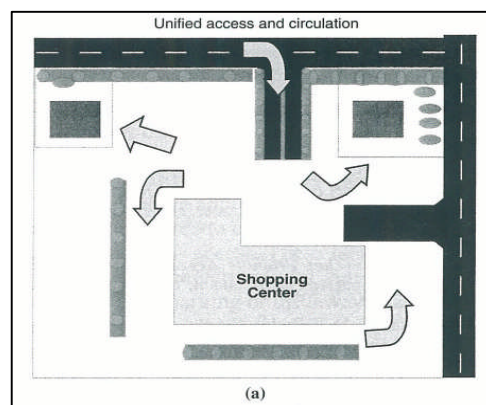 Unified access and circulation
Shopping
Center
(a)